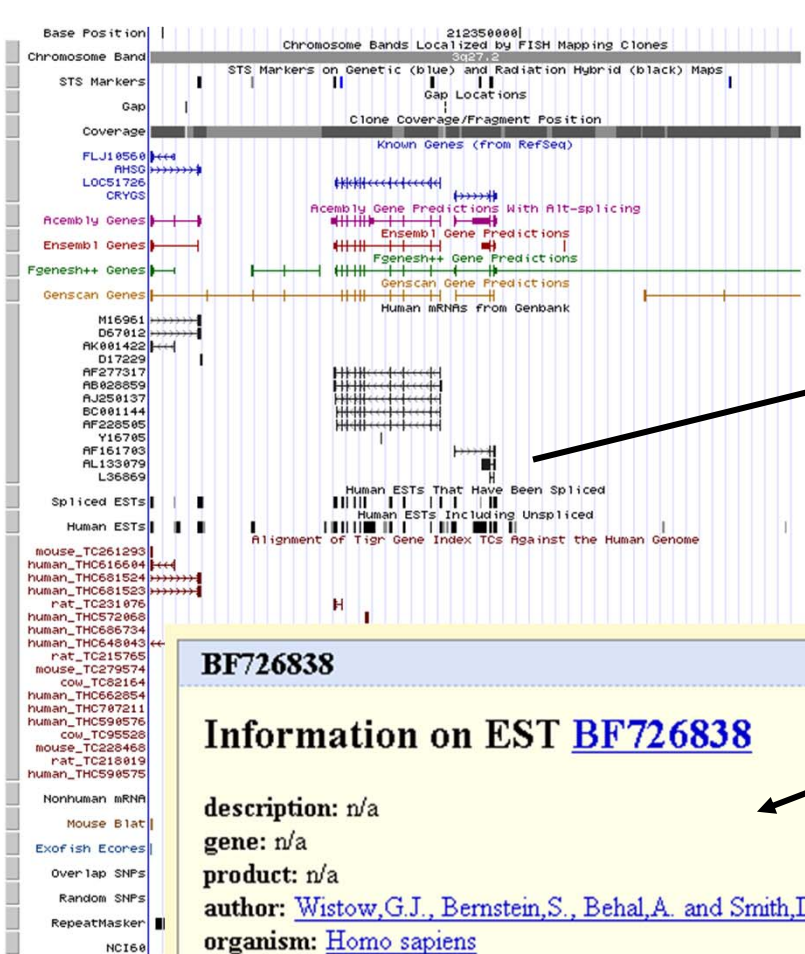 Base Position 212350000
Chromosome Bands Localized by FISH Mapping Clones
Chromosome Band 3q27.2
STS Markers on Genetic (blue) and Radiation Hybrid (black) Maps
STS Markers
Gap Locations
Gap
Clone Coverage/Fragment Position
Coverage
Known Genes (from RefSeq)
FLJ10560
AHSG
LOC51726
CRYGS
Acembly Gene Predictions With Alt-splicing
Acembly Genes
Ensembl Gene Predictions
Ensembl Genes
Fgenesh++ Gene Predictions
Fgenesh++ Genes
Genscan Gene Predictions
Genscan Genes
Human mRNAs from Genbank
M16961
D67012
AK001422
D17229
AF277317
AB028859
AJ250137
BC001144
AF228505
Y16705
AF161703
AL133079
L36869
Human ESTs That Have Been Spliced
Spliced ESTs
Human ESTs Including Unspliced
Human ESTs
Alignment of Tigr Gene Index TCs Against the Human Genome
mouse_TC261293
human_THC616604
human_THC681524
human_THC681523
rat_TC231076
human_THC572068
human_THC686734
human_THC648043
rat_TC215765
mouse_TC279574
cow_TC82164
human_THC662854
human_THC707211
human_THC590576
cow_TC95528
mouse_TC228468
rat_TC218019
human_THC590575
Nonhuman mRNA
Mouse Blat
Exofish Ecores
Overlap SNPs
Random SNPs
RepeatMasker
NCI60
BF726838
Information on EST BF726838
description: n/a
gene: n/a
product: n/a
author: Wistow,G.J., Bernstein,S., Behal,A. and Smith,D
organism: Homo sapiens